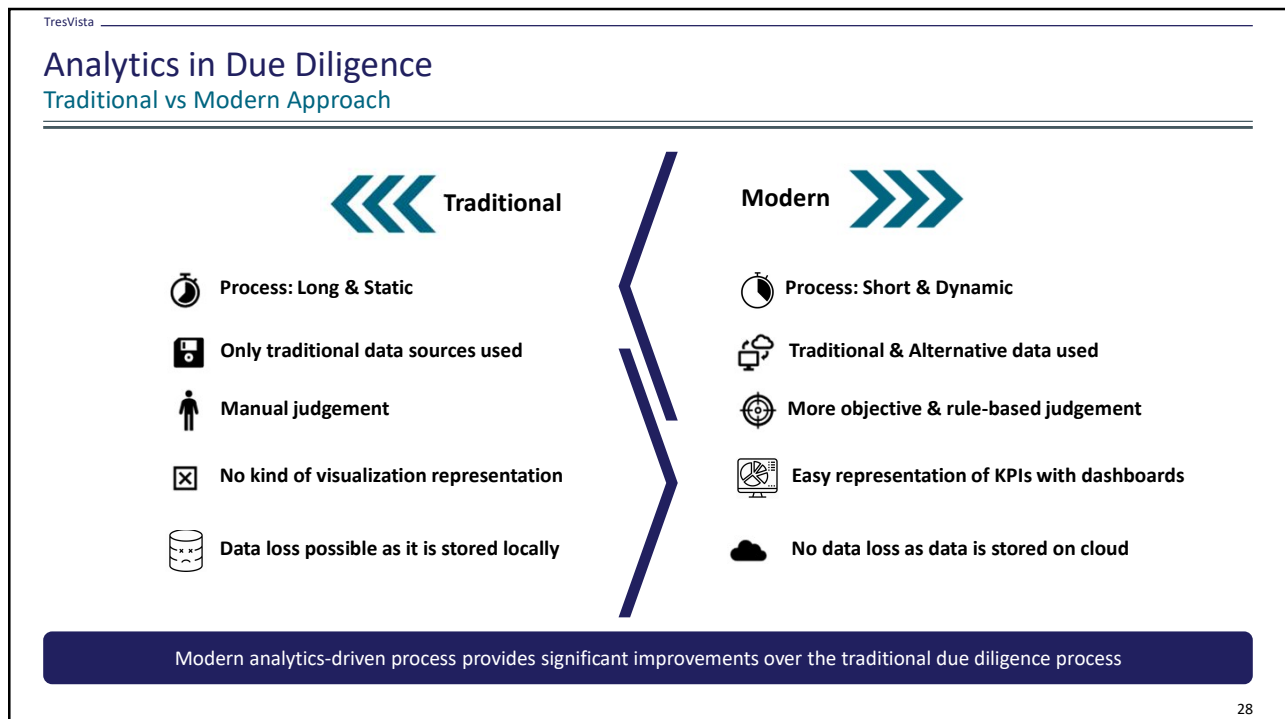 TresVista
Analytics in Due Diligence
Traditional vs Modern Approach
Traditional
Process: Long & Static
Only traditional data sources used
Manual judgement
No kind of visualization representation
Data loss possible as it is stored locally
Modern
Process: Short & Dynamic
Traditional & Alternative data used
More objective & rule-based judgement
Easy representation of KPIs with dashboards
No data loss as data is stored on cloud
Modern analytics-driven process provides significant improvements over the traditional due diligence process
28